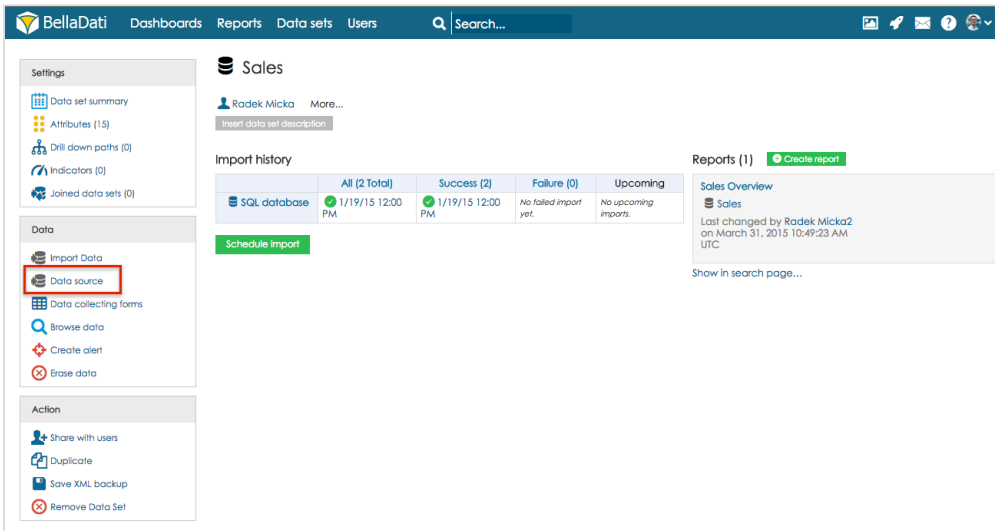 BellaDati Dashboards Reports Data sets Users Search...
Settings
Data set summary
Attributes (15)
Drill down paths (0)
Indicators (0)
Joined data sets (0)
Data
Import Data
Data source
Data collecting forms
Browse data
Create alert
Erase data
Action
Share with users
Duplicate
Save XML backup
Remove Data Set
Sales
Radek Micka More...
Insert data set description
Import history
All (2 Total) Success (2) Failure (0) Upcoming
SQL database 1/19/15 12:00 PM 1/19/15 12:00 PM No failed import yet. No upcoming imports.
Schedule import
Reports (1) Create report
Sales Overview
Sales
Last changed by Radek Micka2
on March 31, 2015 10:49:23 AM
UTC
Show in search page...